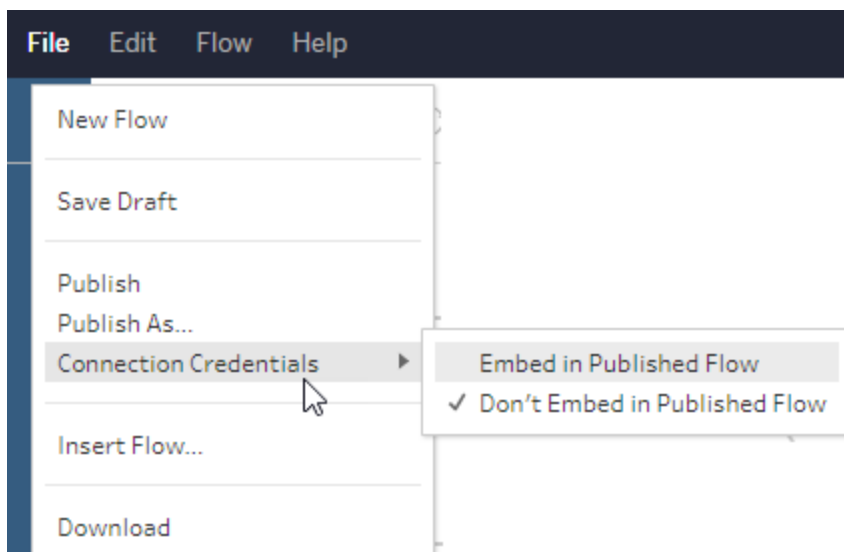 File Edit Flow Help
New Flow
Save Draft
Publish
Publish As...
Connection Credentials
Embed in Published Flow
Don't Embed in Published Flow
Insert Flow...
Download